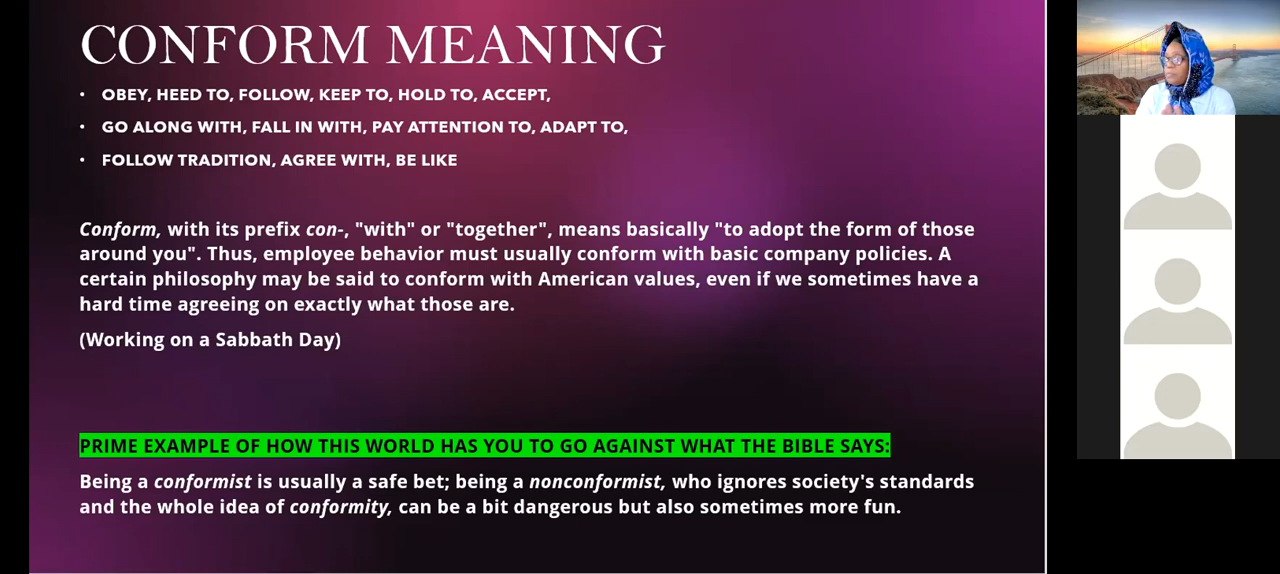 CONFORM MEANING
• OBEY, HEED TO, FOLLOW, KEEP TO, HOLD TO, ACCEPT,
• GO ALONG WITH, FALL IN WITH, PAY ATTENTION TO, ADAPT TO,
• FOLLOW TRADITION, AGREE WITH, BE LIKE
Conform, with its prefix con-, "with" or "together", means basically "to adopt the form of those
around you". Thus, employee behavior must usually conform with basic company policies. A
certain philosophy may be said to conform with American values, even if we sometimes have a
hard time agreeing on exactly what those are.
(Working on a Sabbath Day)
PRIME EXAMPLE OF HOW THIS WORLD HAS YOU TO GO AGAINST WHAT THE BIBLE SAYS:
Being a conformist is usually a safe bet; being a nonconformist, who ignores society's standards
and the whole idea of conformity, can be a bit dangerous but also sometimes more fun.